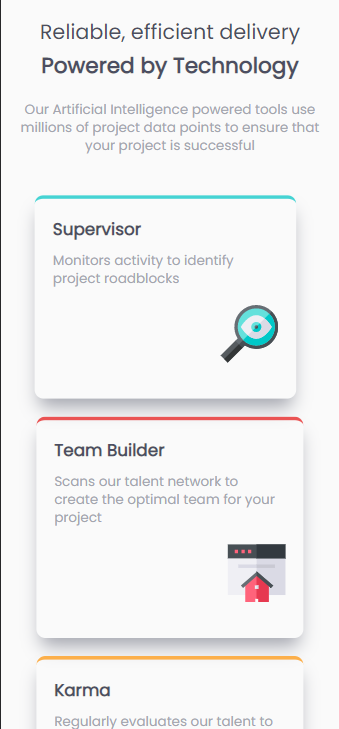 Reliable, efficient delivery
Powered by Technology
Our Artificial Intelligence powered tools use
millions of project data points to ensure that
your project is successful
Supervisor
Monitors activity to identify
project roadblocks
Team Builder
Scans our talent network to
create the optimal team for your
project
Karma
Regularly evaluates our talent to